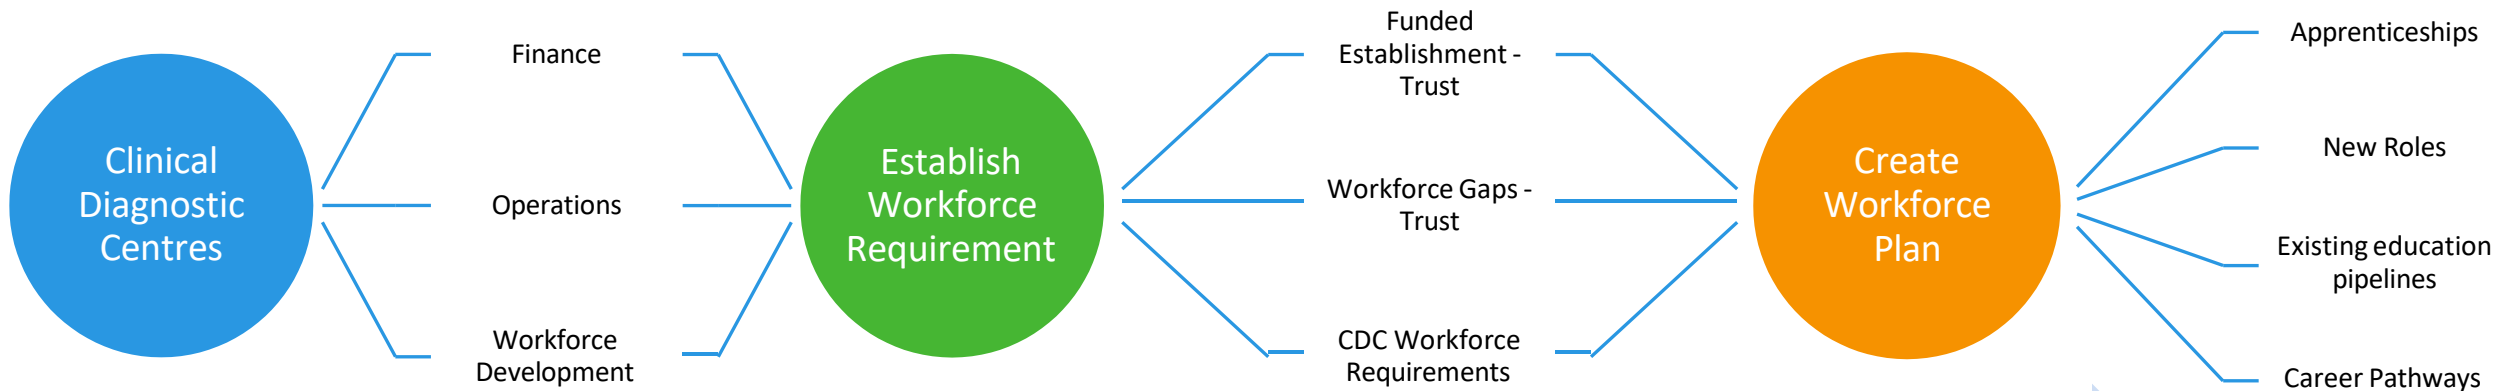 Clinical
Diagnostic
Centres
Finance
Operations
Workforce
Development
Establish
Workforce
Requirement
Funded
Establishment -
Trust
Workforce Gaps -
Trust
CDC Workforce
Requirements
Create
Workforce
Plan
Apprenticeships
New Roles
Existing education
pipelines
Career Pathways